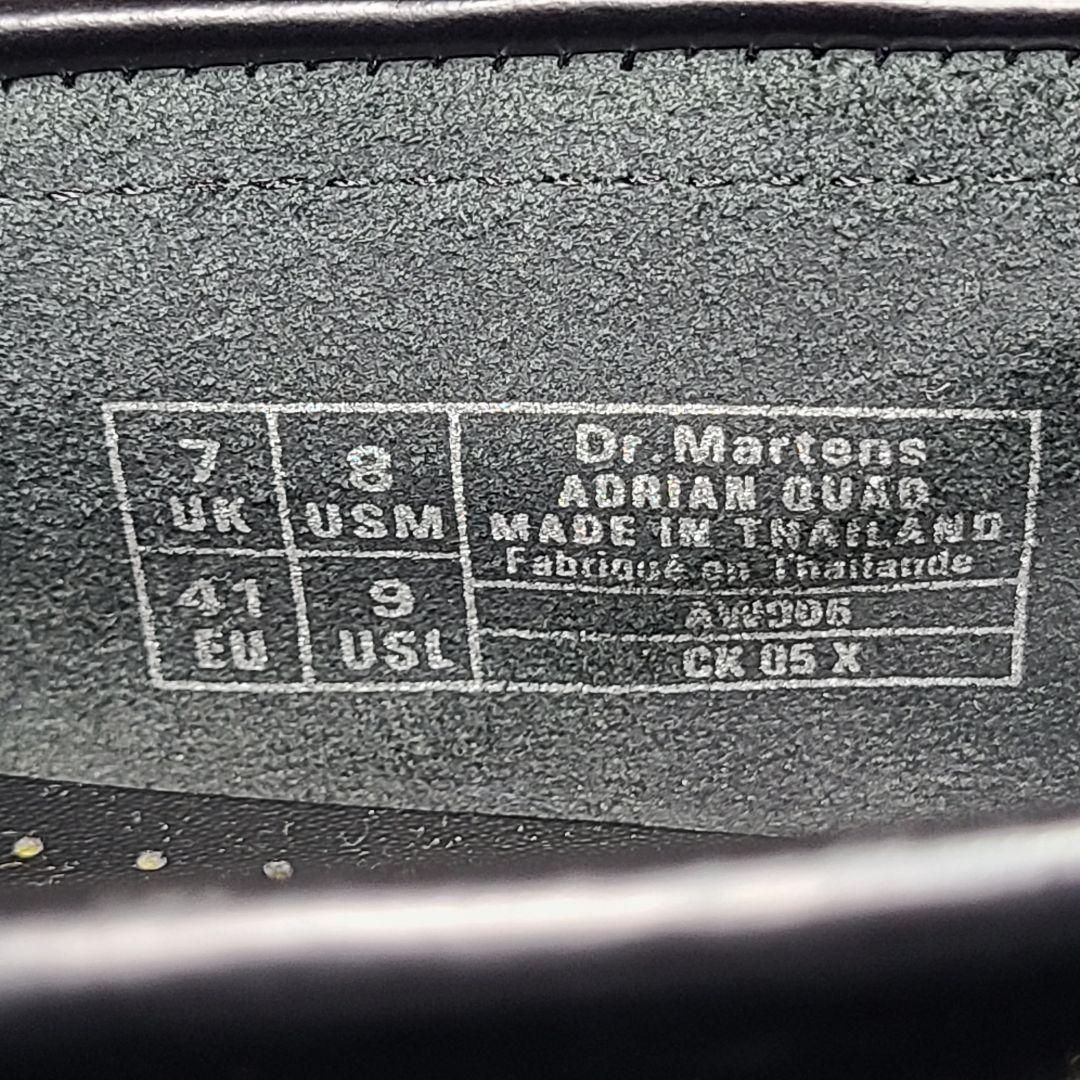 7
UK
8
USM
41
EU
9
USL
Dr. Martens
ADRIAN QUAD
MADE IN THAILAND
Fabriqué en Thaïlande
AW906
CK 05 X